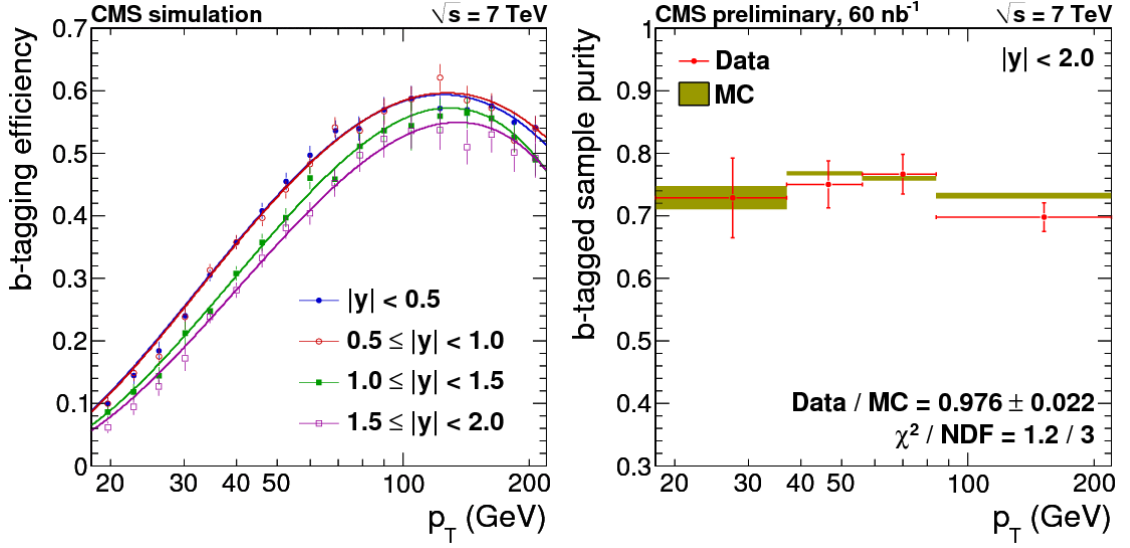 CMS simulation √s = 7 TeV
b-tagging efficiency
0.7
0.6
0.5
0.4
0.3
0.2
0.1
0
|y| < 0.5
0.5 ≤ |y| < 1.0
1.0 ≤ |y| < 1.5
1.5 ≤ |y| < 2.0
20 30 40 50 100 200
p_T (GeV)
CMS preliminary, 60 nb⁻¹ √s = 7 TeV
b-tagged sample purity
1
0.9
0.8
0.7
0.6
0.5
0.4
0.3
Data
MC
|y| < 2.0
Data / MC = 0.976 ± 0.022
χ² / NDF = 1.2 / 3
20 30 40 50 100 200
p_T (GeV)